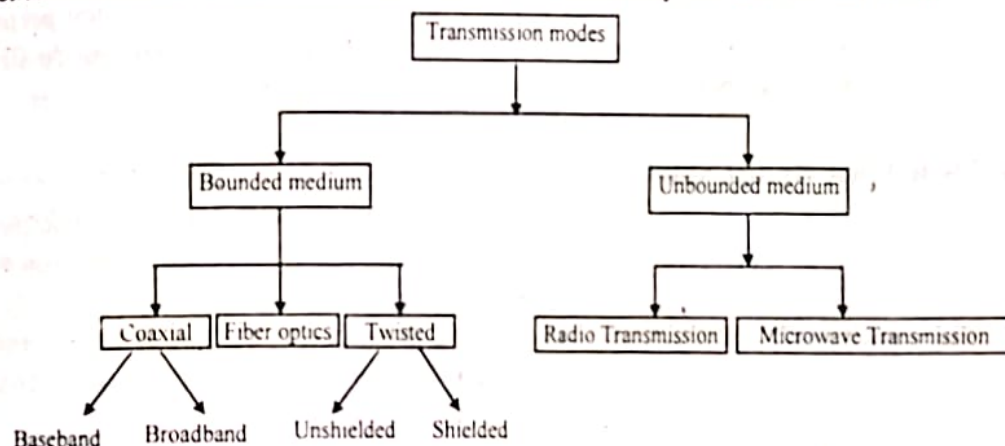 Transmission modes
Bounded medium
Unbounded medium
Coaxial
Fiber optics
Twisted
Radio Transmission
Microwave Transmission
Baseband
Broadband
Unshielded
Shielded